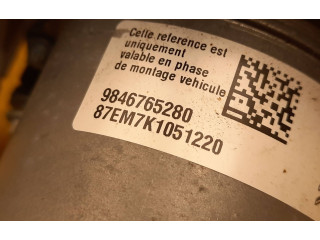 Cette reference est
uniquement
valable en phase
de montage vehicule
9846765280
87EM7K1051220